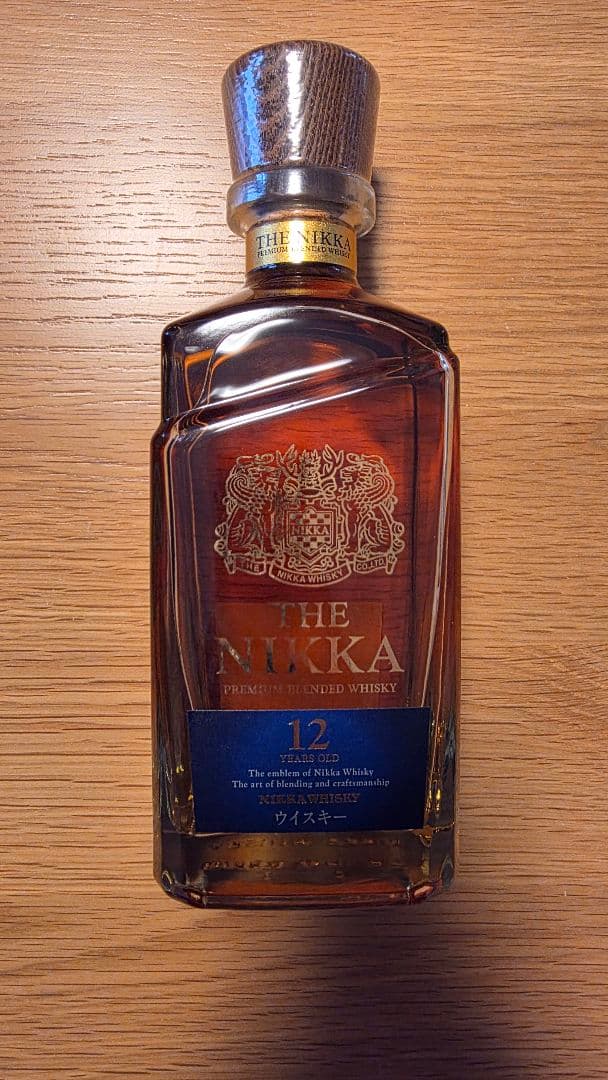 THE NIKKA
PREMIUM BLENDED WHISKY
NIKKA
THE NIKKA WHISKY CO., LTD.
THE
NIKKA
PREMIUM BLENDED WHISKY
12
YEARS OLD
The emblem of Nikka Whisky
The art of blending and craftsmanship
NIKKA WHISKY
ウイスキー